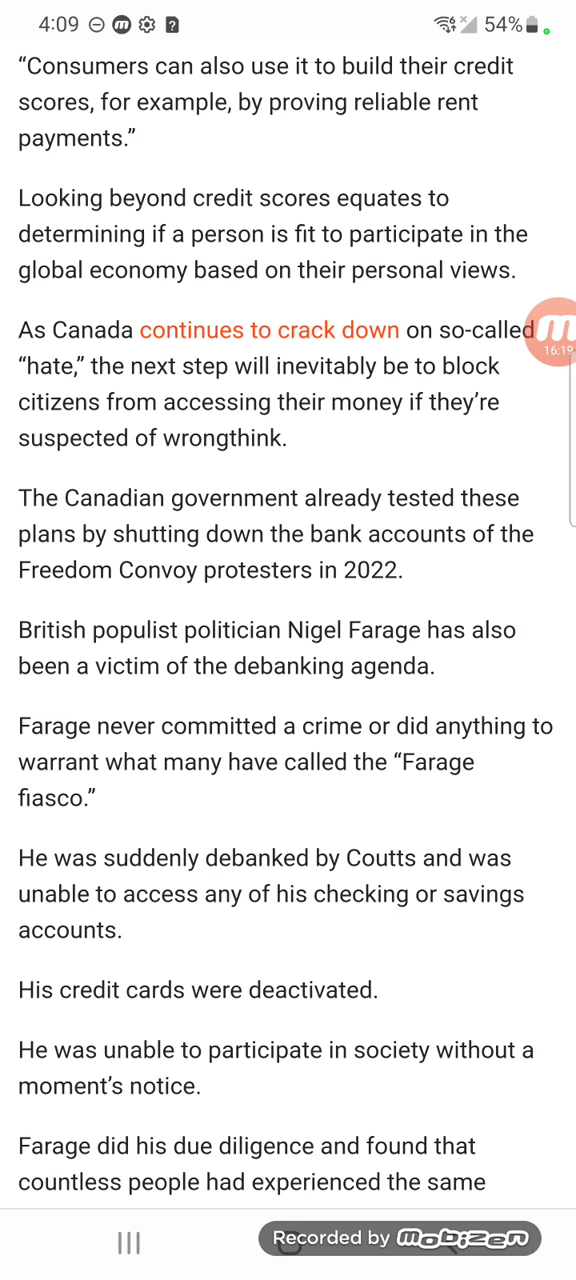 4:09 54%
“Consumers can also use it to build their credit
scores, for example, by proving reliable rent
payments.”
Looking beyond credit scores equates to
determining if a person is fit to participate in the
global economy based on their personal views.
As Canada continues to crack down on so-called
“hate,” the next step will inevitably be to block
citizens from accessing their money if they’re
suspected of wrongthink.
16:19
The Canadian government already tested these
plans by shutting down the bank accounts of the
Freedom Convoy protesters in 2022.
British populist politician Nigel Farage has also
been a victim of the debanking agenda.
Farage never committed a crime or did anything to
warrant what many have called the “Farage
fiasco.”
He was suddenly debanked by Coutts and was
unable to access any of his checking or savings
accounts.
His credit cards were deactivated.
He was unable to participate in society without a
moment’s notice.
Farage did his due diligence and found that
countless people had experienced the same
Recorded by mobizen